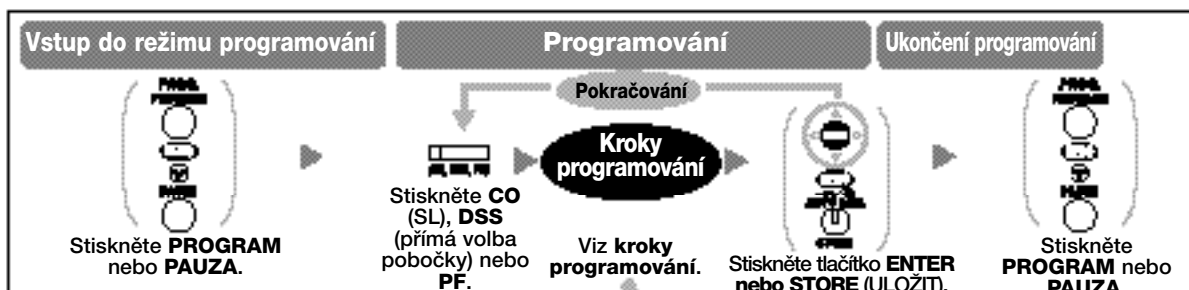 Vstup do režimu programování
Programování
Ukončení programování
Pokračování
Kroky
programování
Stiskněte PROGRAM
nebo PAUZA.
Stiskněte CO
(SL), DSS
(přímá volba
pobočky) nebo
PF.
Viz kroky
programování.
Stiskněte tlačítko ENTER
nebo STORE (ULOŽIT).
Stiskněte
PROGRAM nebo
PAUZA